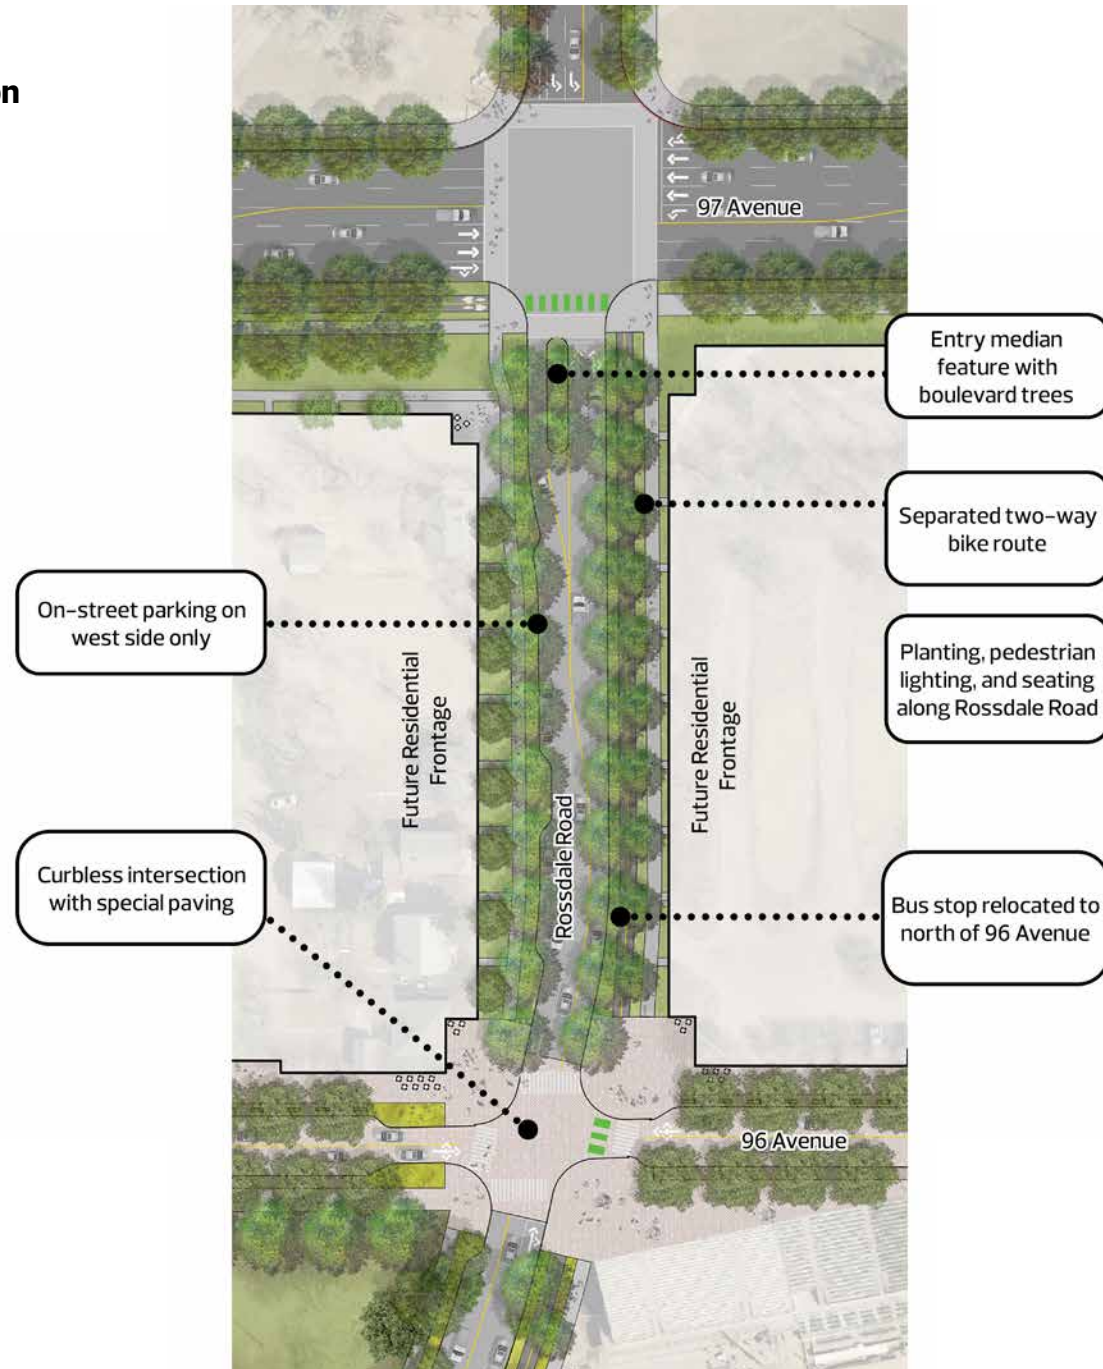 on
97 Avenue
Entry median
feature with
boulevard trees
Separated two-way
bike route
On-street parking on
west side only
Planting, pedestrian
lighting, and seating
along Rossdale Road
Future Residential
Frontage
Future Residential
Frontage
Rossdale Road
Curbless intersection
with special paving
Bus stop relocated to
north of 96 Avenue
96 Avenue